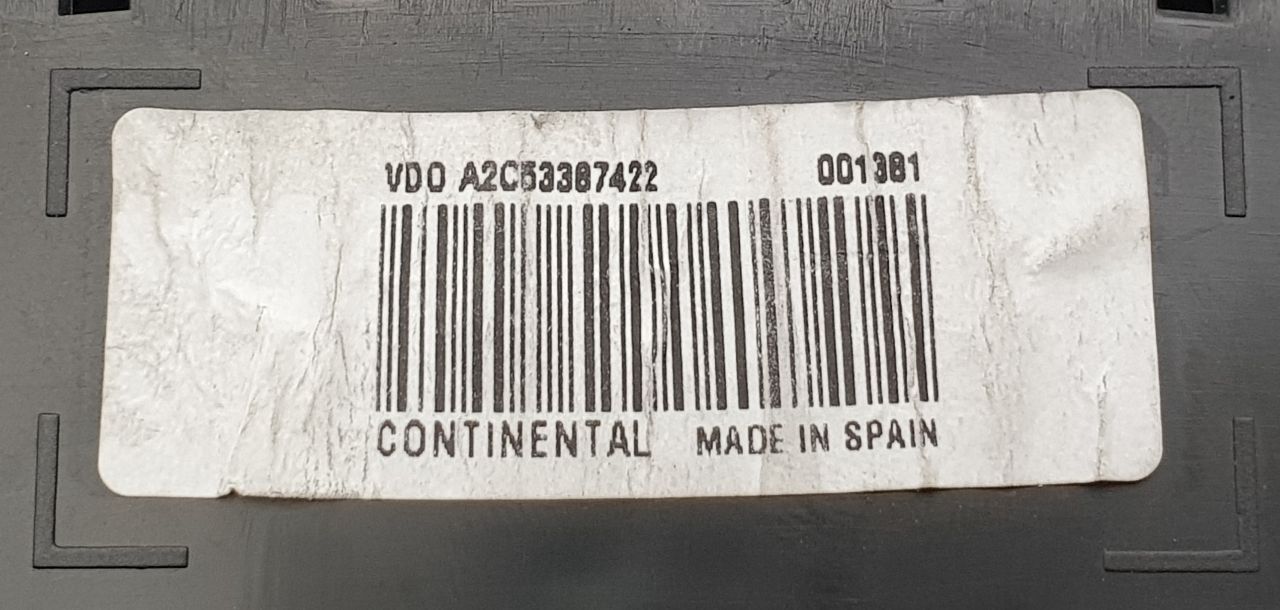 VDO A2C53387422 001381
CONTINENTAL MADE IN SPAIN